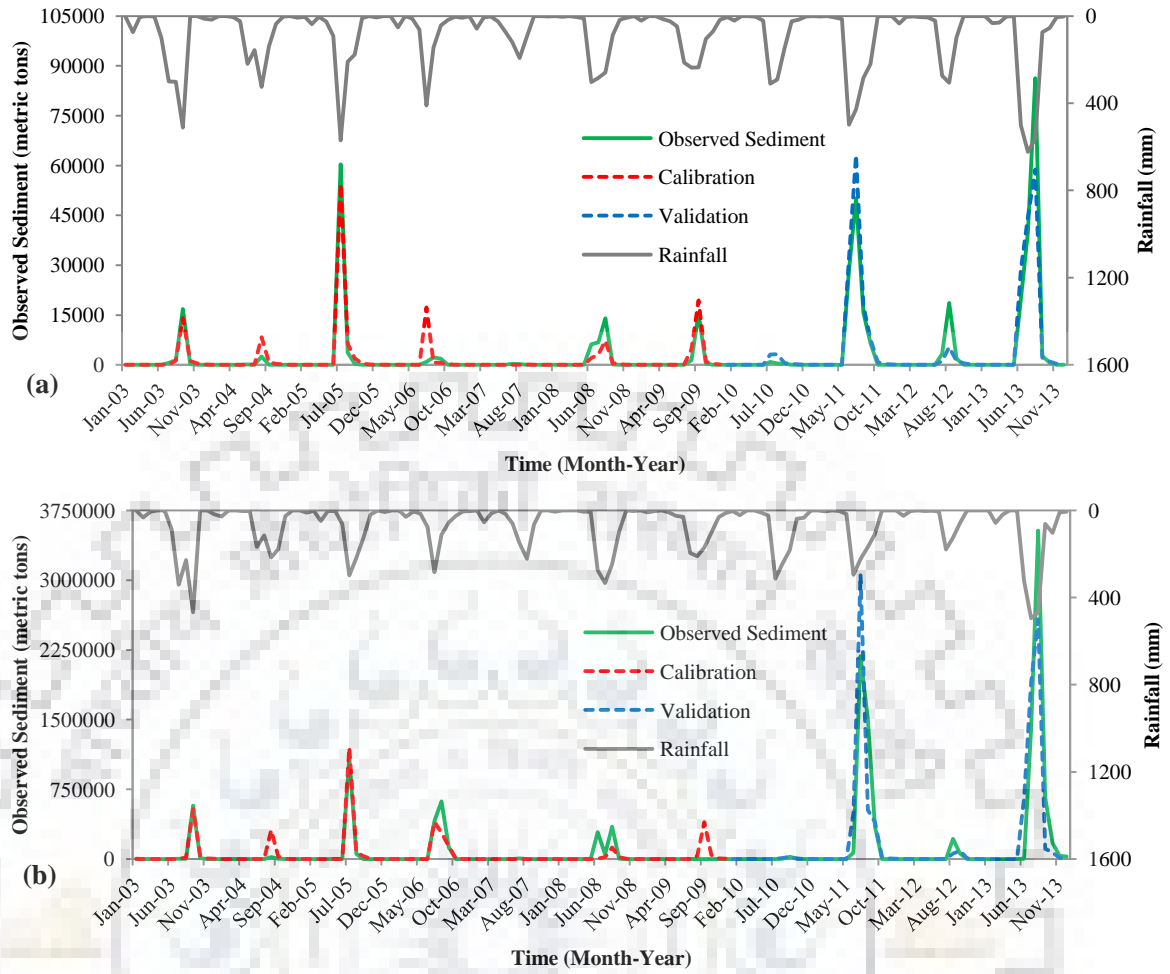 Observed Sediment (metric tons)
105000
90000
75000
60000
45000
30000
15000
0
0
400
800
1200
1600
Rainfall (mm)
Observed Sediment
Calibration
Validation
Rainfall
(a)
Jan-03
Jun-03
Nov-03
Apr-04
Sep-04
Feb-05
Jul-05
Dec-05
May-06
Oct-06
Mar-07
Aug-07
Jan-08
Jun-08
Nov-08
Apr-09
Sep-09
Feb-10
Jul-10
Dec-10
May-11
Oct-11
Mar-12
Aug-12
Jan-13
Jun-13
Nov-13
Time (Month-Year)
Observed Sediment (metric tons)
3750000
3000000
2250000
1500000
750000
0
0
400
800
1200
1600
Rainfall (mm)
Observed Sediment
Calibration
Validation
Rainfall
(b)
Jan-03
Jun-03
Nov-03
Apr-04
Sep-04
Feb-05
Jul-05
Dec-05
May-06
Oct-06
Mar-07
Aug-07
Jan-08
Jun-08
Nov-08
Apr-09
Sep-09
Feb-10
Jul-10
Dec-10
May-11
Oct-11
Mar-12
Aug-12
Jan-13
Jun-13
Nov-13
Time (Month-Year)